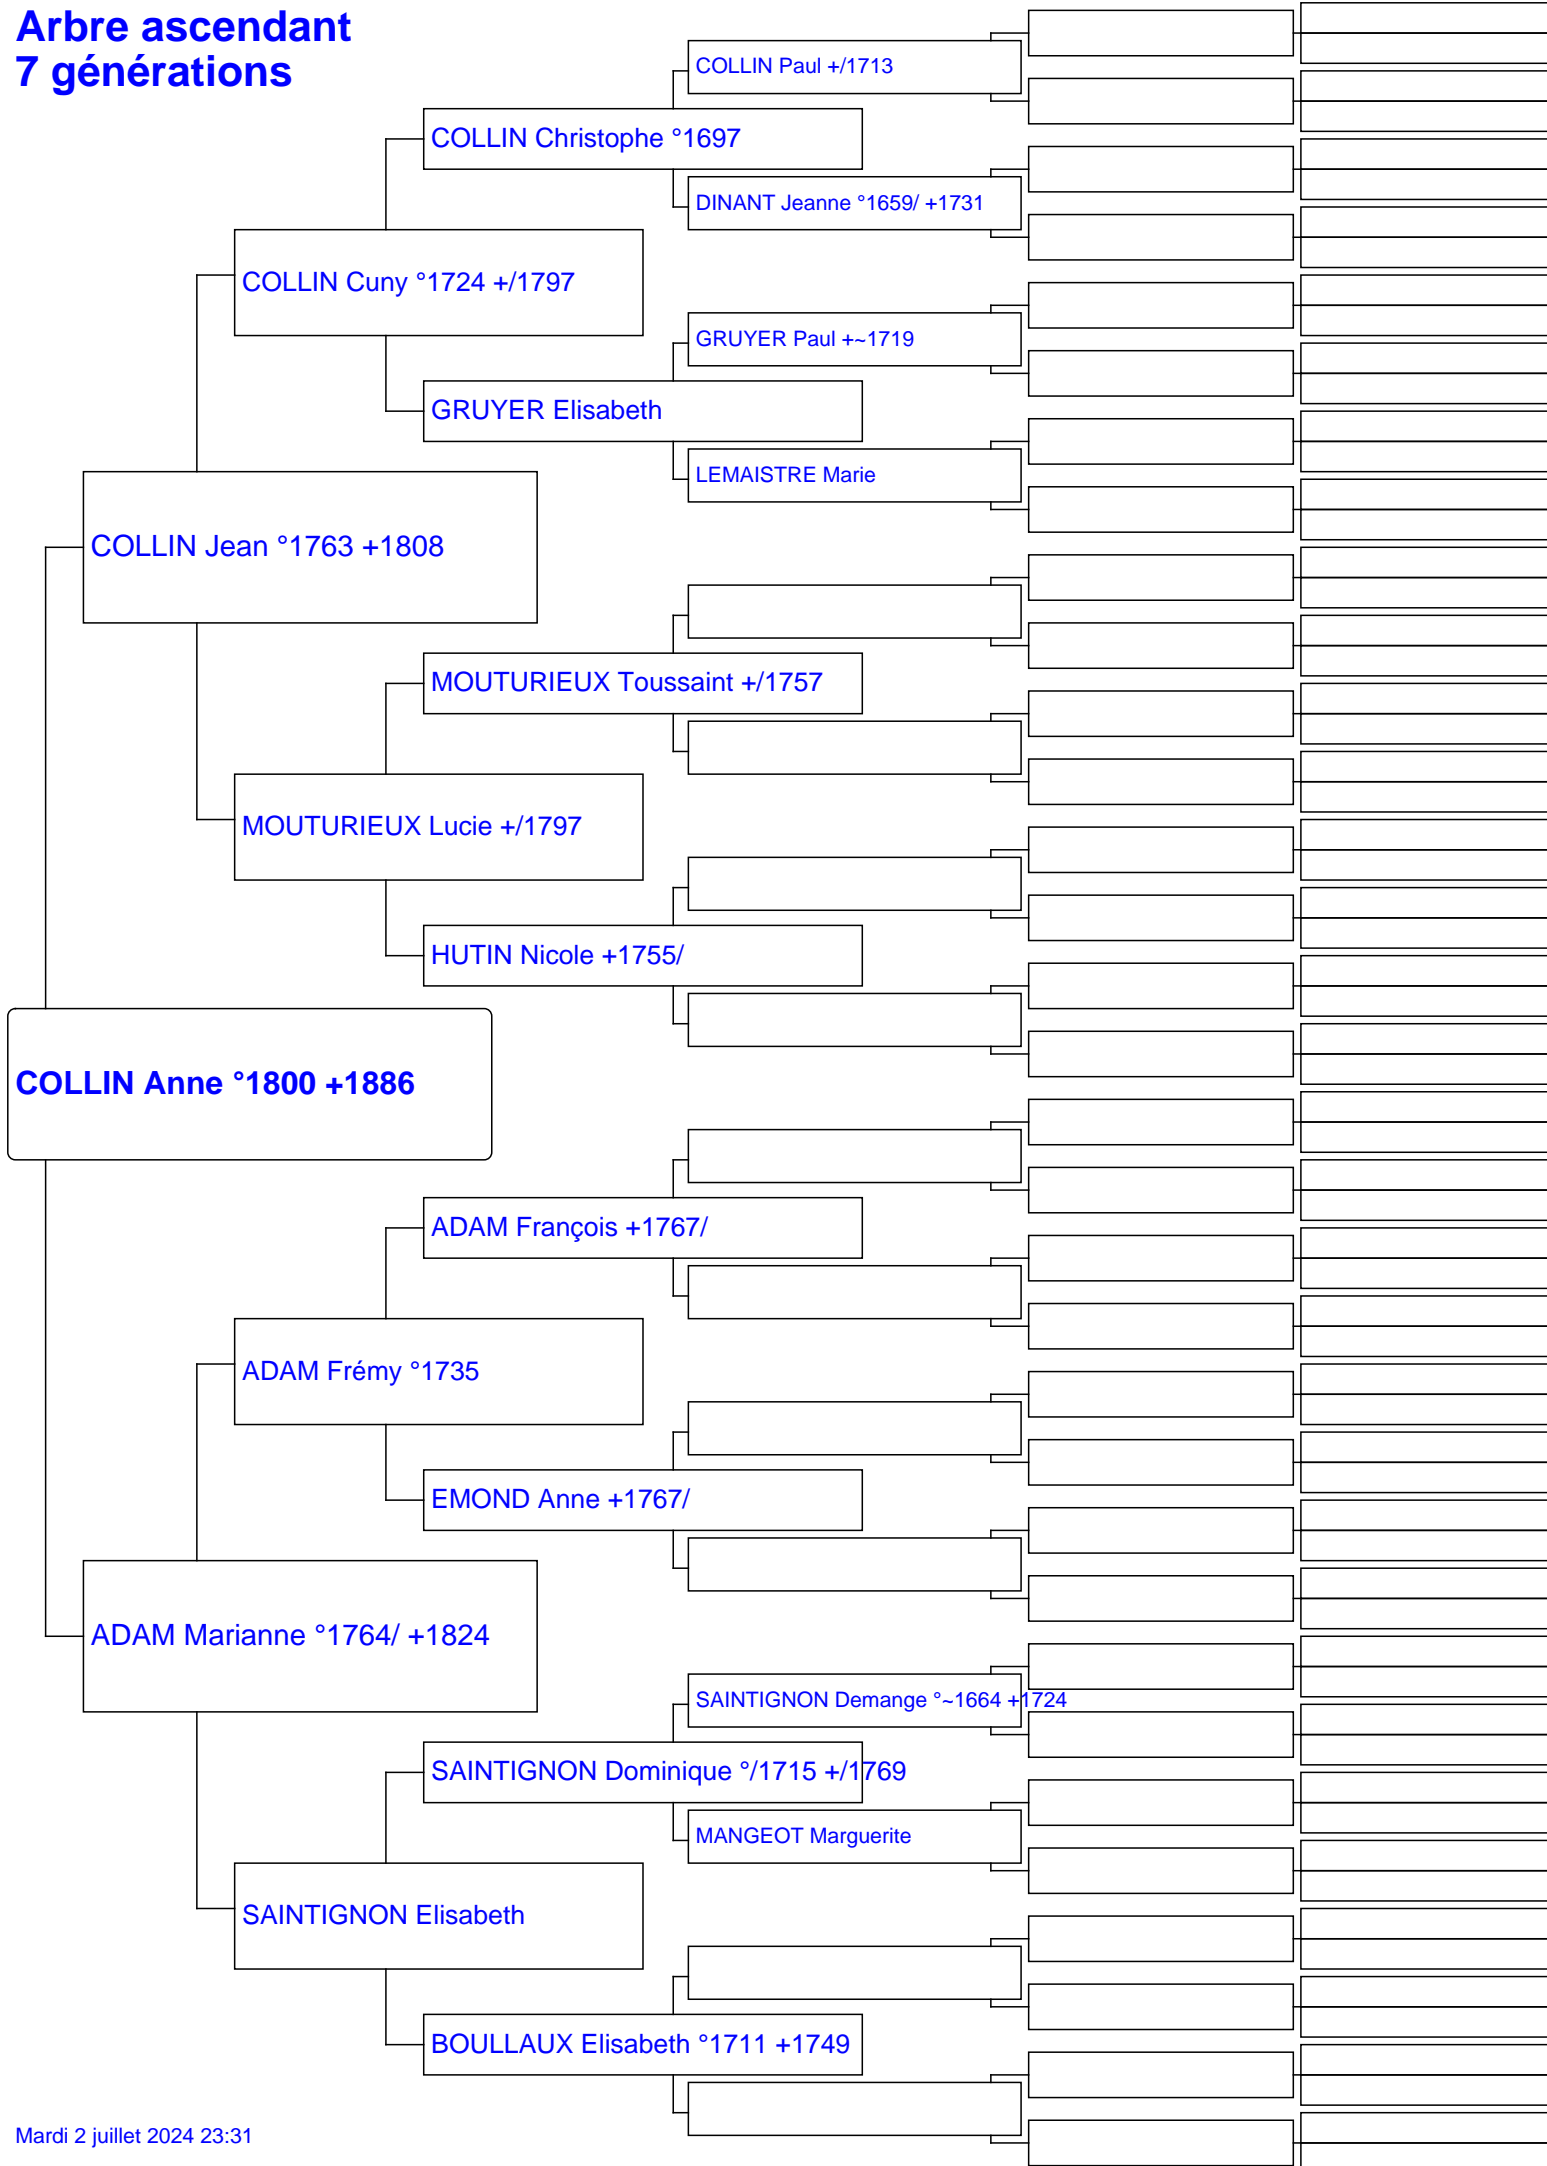 Arbre ascendant
7 générations
COLLIN Paul +/1713
COLLIN Christophe °1697
DINANT Jeanne °1659/ +1731
COLLIN Cuny °1724 +/1797
GRUYER Paul +~1719
GRUYER Elisabeth
LEMAISTRE Marie
COLLIN Jean °1763 +1808
MOUTURIEUX Toussaint +/1757
MOUTURIEUX Lucie +/1797
HUTIN Nicole +1755/
COLLIN Anne °1800 +1886
ADAM François +1767/
ADAM Frémy °1735
EMOND Anne +1767/
ADAM Marianne °1764/ +1824
SAINTIGNON Demange °~1664 +1724
SAINTIGNON Dominique °/1715 +/1769
MANGEOT Marguerite
SAINTIGNON Elisabeth
BOULLAUX Elisabeth °1711 +1749
Mardi 2 juillet 2024 23:31